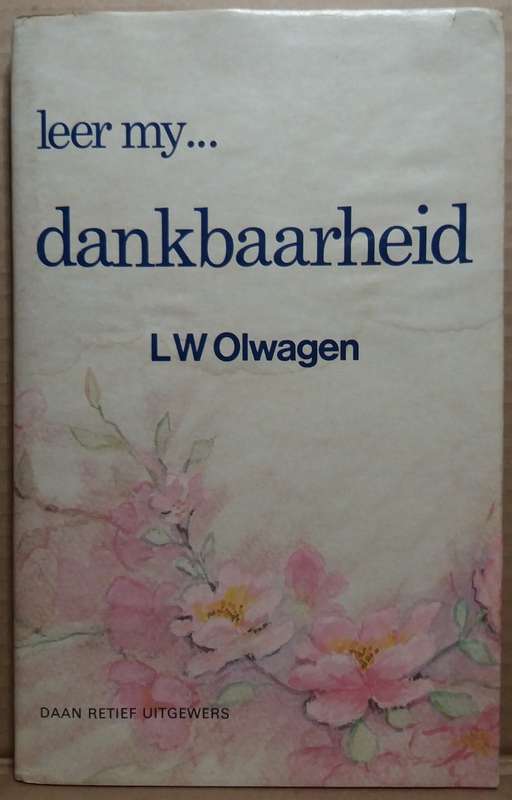 leer my...
dankbaarheid
L W Olwagen
DAAN RETIEF UITGEWERS